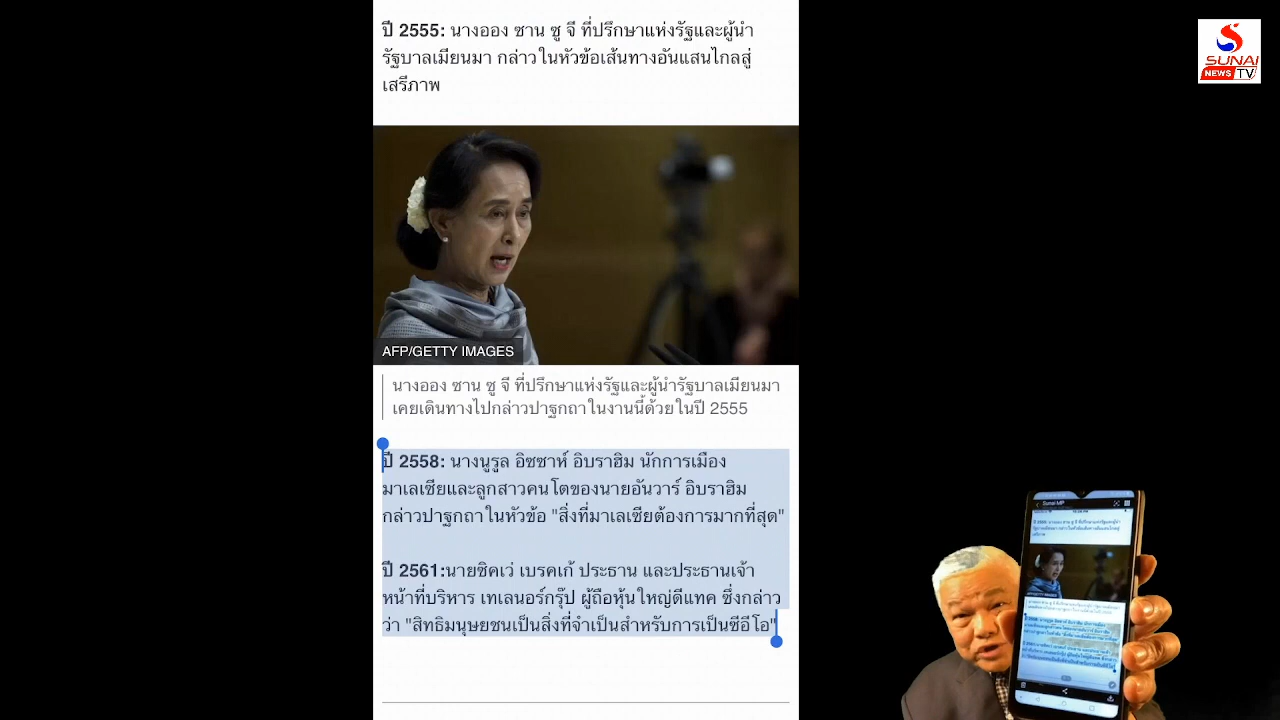 ปี 2555: นางออง ซาน ซู จี ที่ปรึกษาแห่งรัฐและผู้นำ
รัฐบาลเมียนมา กล่าวในหัวข้อเส้นทางอันแสนไกลสู่
เสรีภาพ
AFP/GETTY IMAGES
นางออง ซาน ซู จี ที่ปรึกษาแห่งรัฐและผู้นำรัฐบาลเมียนมา
เคยเดินทางไปกล่าวปาฐกถาในงานนี้ด้วยในปี 2555
ปี 2558: นางนูรูล อิซซาห์ อิบราฮิม นักการเมือง
มาเลเซียและลูกสาวคนโตของนายอันวาร์ อิบราฮิม
กล่าวปาฐกถาในหัวข้อ "สิ่งที่มาเลเซียต้องการมากที่สุด"
ปี 2561:นายซิคเว่ เบรคเก้ ประธาน และประธานเจ้า
หน้าที่บริหาร เทเลนอร์กรุ๊ป ผู้ถือหุ้นใหญ่ดีแทค ซึ่งกล่าว
ว่า "สิทธิมนุษยชนเป็นสิ่งที่จำเป็นสำหรับการเป็นซีอีโอ"
SUNAI
NEWS TV
Sunai MP